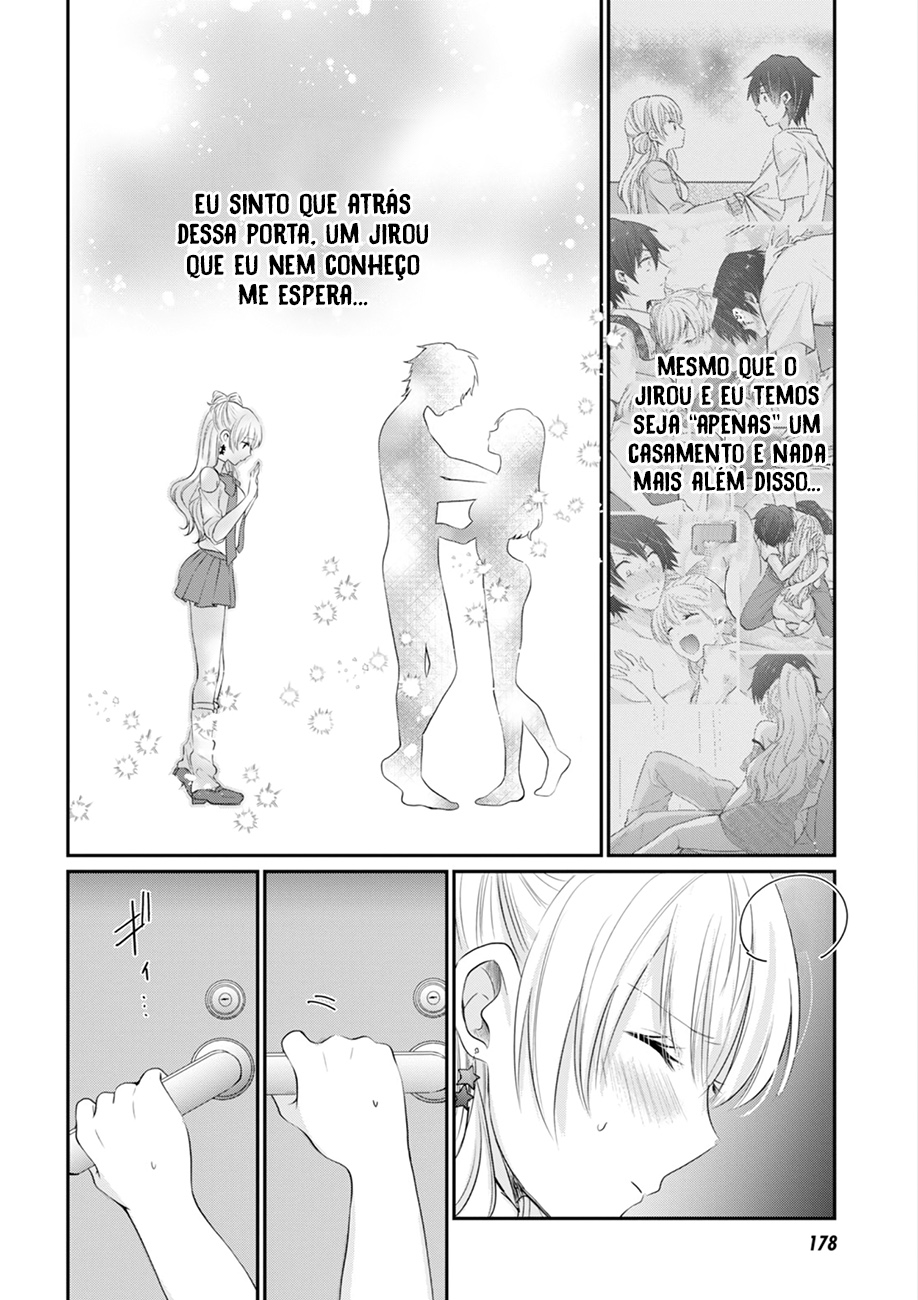 MESMO QUE O
JIROU E EU TEMOS
SEJA "APENAS" UM
CASAMENTO E NADA
MAIS ALÉM DISSO...
EU SINTO QUE ATRÁS
DESSA PORTA, UM JIROU
QUE EU NEM CONHEÇO
ME ESPERA...
ギ
ィ
...
178